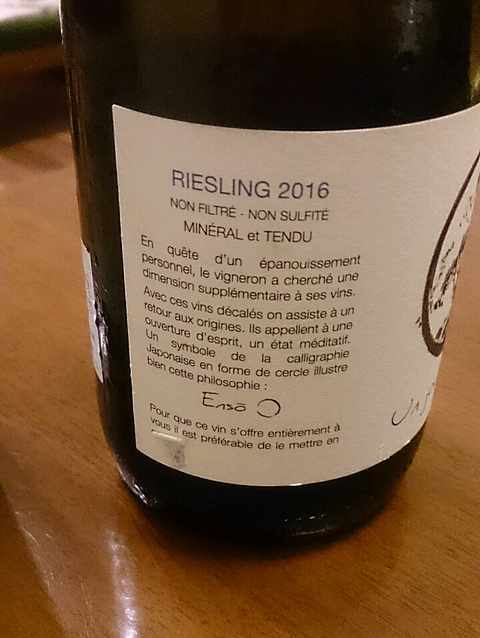 RIESLING 2016
NON FILTRÉ - NON SULFITÉ
MINÉRAL et TENDU
En quête d'un épanouissement
personnel, le vigneron a cherché une
dimension supplémentaire à ses vins.
Avec ces vins décalés on assiste à un
retour aux origines. Ils appellent à une
ouverture d'esprit, un état méditatif.
Un symbole de la calligraphie
Japonaise en forme de cercle illustre
bien cette philosophie :
Ensō
Pour que ce vin s'offre entièrement à
vous il est préférable de le mettre en